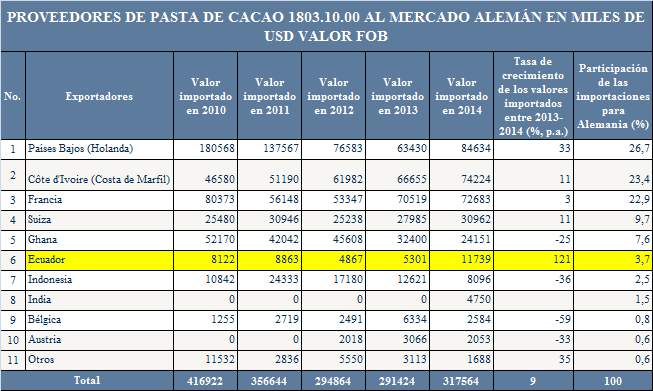 PROVEEDORES DE PASTA DE CACAO 1803.10.00 AL MERCADO ALEMÁN EN MILES DE
USD VALOR FOB
No. Exportadores Valor importado en 2010 Valor importado en 2011 Valor importado en 2012 Valor importado en 2013 Valor importado en 2014 Tasa de crecimiento de los valores importados entre 2013-2014 (%, p.a.) Participación de las importaciones para Alemania (%)
1 Países Bajos (Holanda) 180568 137567 76583 63430 84634 33 26,7
2 Côte d'Ivoire (Costa de Marfil) 46580 51190 61982 66655 74224 11 23,4
3 Francia 80373 56148 53347 70519 72683 3 22,9
4 Suiza 25480 30946 25238 27985 30962 11 9,7
5 Ghana 52170 42042 45608 32400 24151 -25 7,6
6 Ecuador 8122 8863 4867 5301 11739 121 3,7
7 Indonesia 10842 24333 17180 12621 8096 -36 2,5
8 India 0 0 0 0 4750 1,5
9 Bélgica 1255 2719 2491 6334 2584 -59 0,8
10 Austria 0 0 2018 3066 2053 -33 0,6
11 Otros 11532 2836 5550 3113 1688 35 0,6
Total 416922 356644 294864 291424 317564 9 100